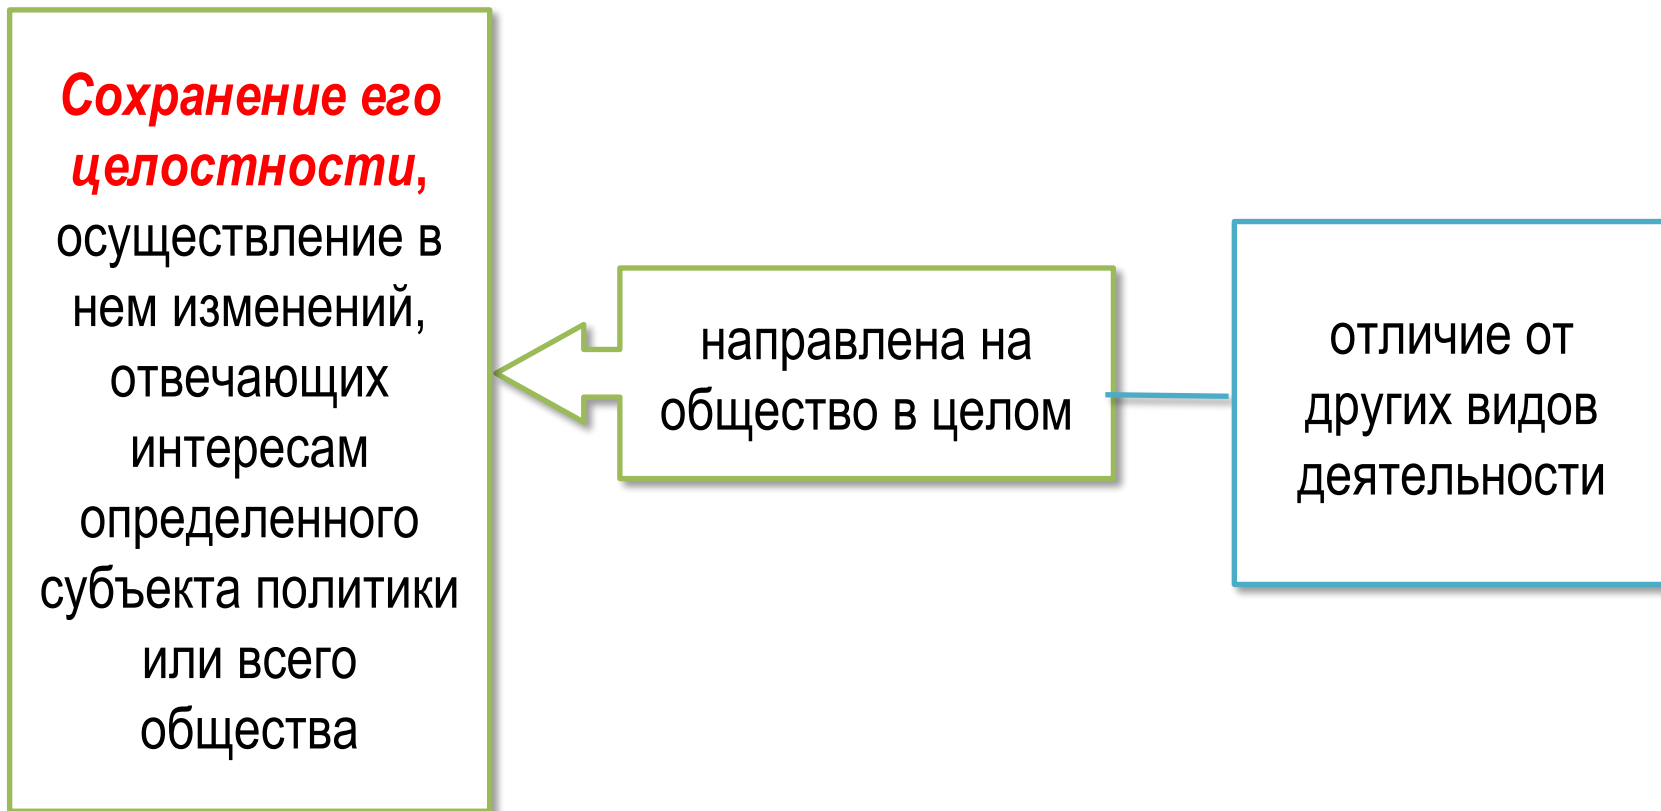 Сохранение его
целостности,
осуществление в
нем изменений,
отвечающих
интересам
определенного
субъекта политики
или всего
общества
направлена на
общество в целом
отличие от
других видов
деятельности